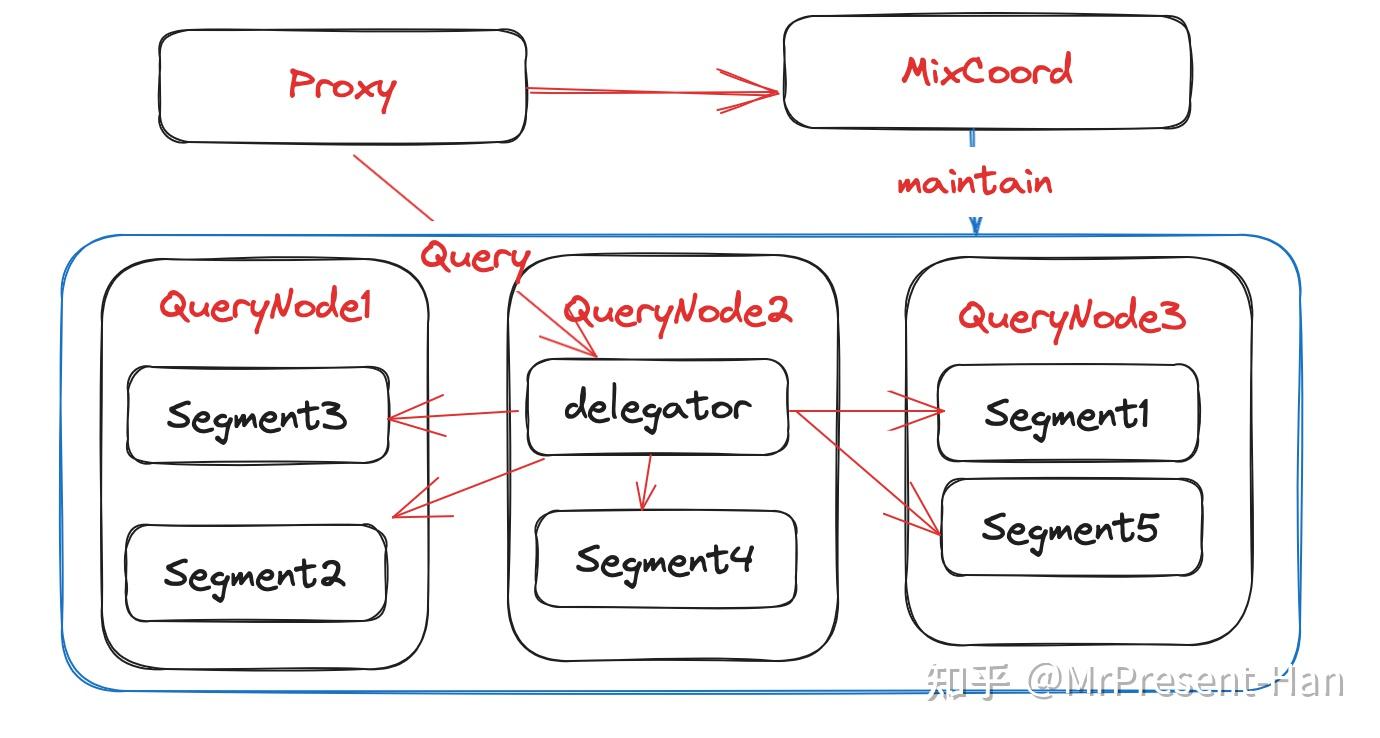 Proxy
MixCoord
maintain
Query
QueryNode1
QueryNode2
QueryNode3
Segment3
delegator
Segment1
Segment5
Segment2
Segment4
知乎 @MrPresent-Han